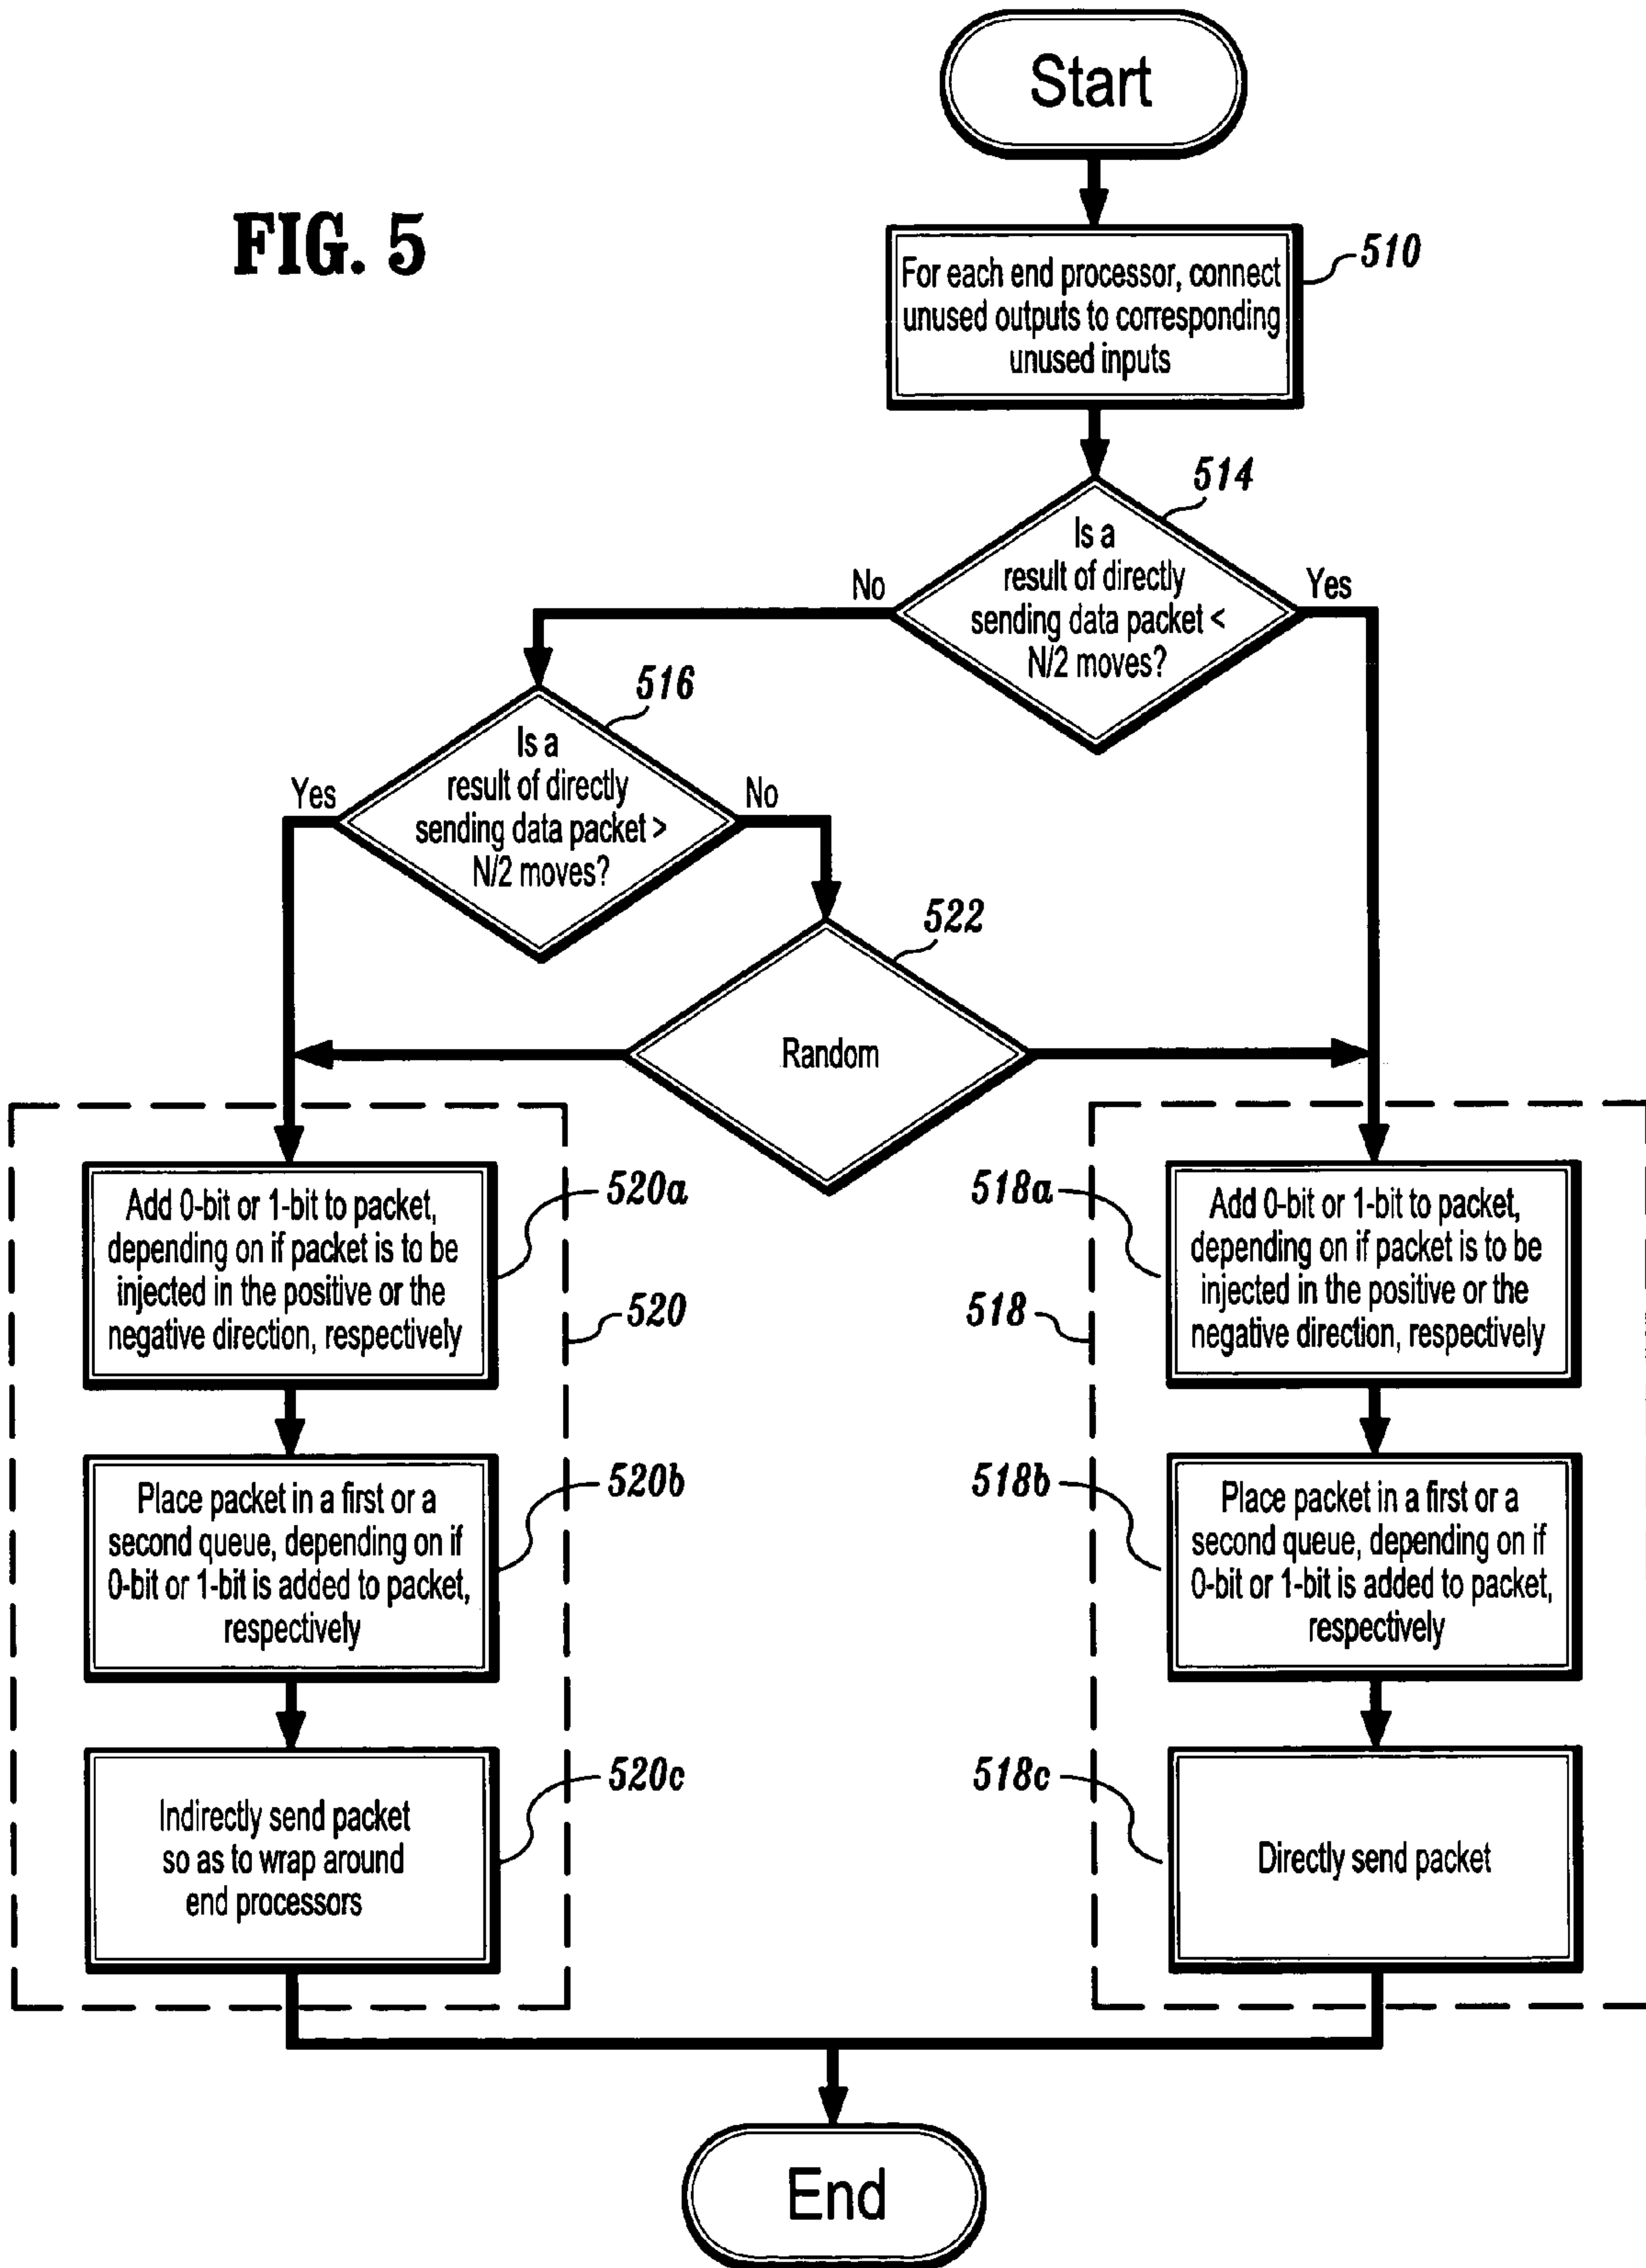 Start
FIG. 5
510
For each end processor, connect
unused outputs to corresponding
unused inputs
514
Is a
result of directly
sending data packet <
N/2 moves?
No
Yes
516
Is a
result of directly
sending data packet >
N/2 moves?
Yes
No
522
Random
520a
Add 0-bit or 1-bit to packet,
depending on if packet is to be
injected in the positive or the
negative direction, respectively
520
518a
Add 0-bit or 1-bit to packet,
depending on if packet is to be
injected in the positive or the
negative direction, respectively
518
520b
Place packet in a first or a
second queue, depending on if
0-bit or 1-bit is added to packet,
respectively
518b
Place packet in a first or a
second queue, depending on if
0-bit or 1-bit is added to packet,
respectively
520c
Indirectly send packet
so as to wrap around
end processors
518c
Directly send packet
End